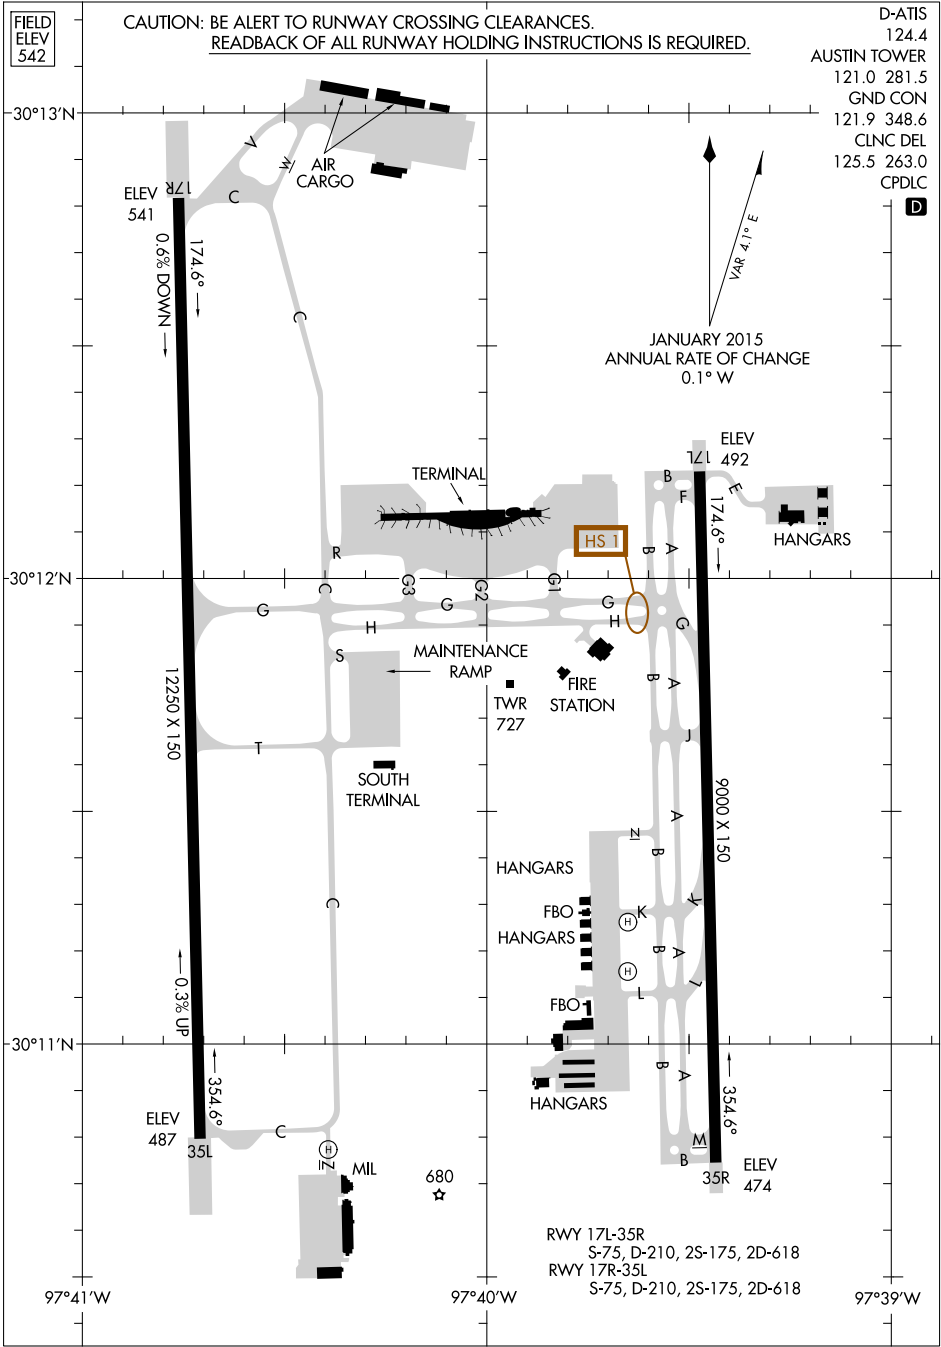 FIELD
ELEV
542
CAUTION: BE ALERT TO RUNWAY CROSSING CLEARANCES.
READBACK OF ALL RUNWAY HOLDING INSTRUCTIONS IS REQUIRED.
D-ATIS
124.4
AUSTIN TOWER
121.0 281.5
GND CON
121.9 348.6
CLNC DEL
125.5 263.0
CPDLC
D
30°13'N
V
W
AIR
CARGO
C
ELEV
541
17R
0.6% DOWN
174.6°
C
VAR 4.1° E
JANUARY 2015
ANNUAL RATE OF CHANGE
0.1° W
ELEV
492
17L
B
F
E
TERMINAL
HANGARS
174.6°
HS 1
R
B
A
30°12'N
C
G3
G2
G1
G
G
G
H
H
G
S
MAINTENANCE
RAMP
TWR
727
FIRE
STATION
B
A
12250 X 150
T
J
SOUTH
TERMINAL
9000 X 150
A
B
N
HANGARS
C
FBO
K
K
H
HANGARS
B
A
H
L
L
FBO
0.3% UP
30°11'N
B
A
354.6°
354.6°
HANGARS
ELEV
487
C
35L
H
Z
MIL
M
B
35R
ELEV
474
680
RWY 17L-35R
S-75, D-210, 2S-175, 2D-618
RWY 17R-35L
S-75, D-210, 2S-175, 2D-618
97°41'W
97°40'W
97°39'W